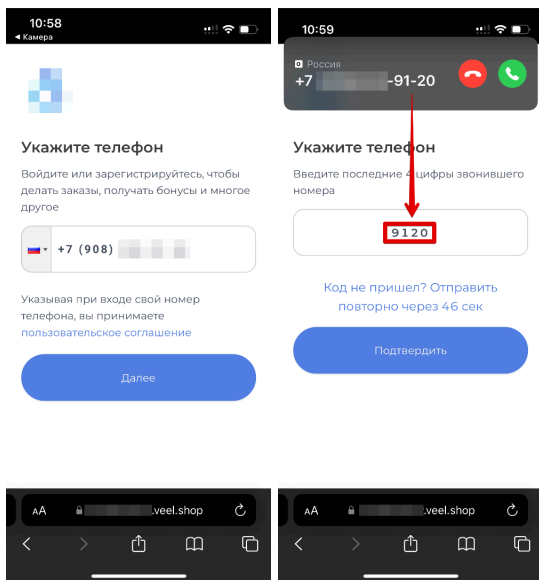 10:58
Камера
Укажите телефон
Войдите или зарегистрируйтесь, чтобы
делать заказы, получать бонусы и многое
другое
+7 (908)
Указывая при входе свой номер
телефона, вы принимаете
пользовательское соглашение
Далее
AA
.veel.shop
10:59
Россия
+7 -91-20
Укажите телефон
Введите последние 4 цифры звонившего
номера
9120
Код не пришел? Отправить
повторно через 46 сек
Подтвердить
AA
.veel.shop